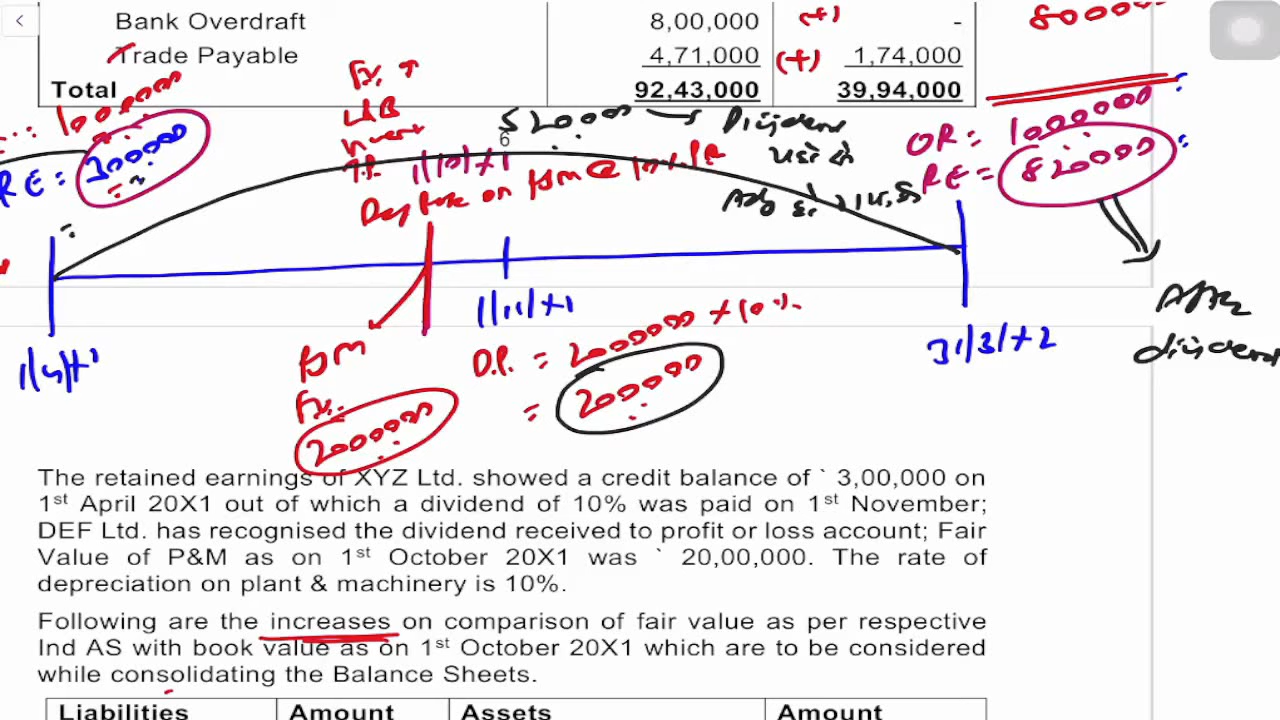 Bank Overdraft 8,00,000 (+) - 80000
Trade Payable 4,71,000 (+) 1,74,000
Total 92,43,000 39,94,000
1000000
RE = 300000
520000 → Dividend
OR = 1000000
RE = 820000
6
1/10/x1
Dep rate on
1/4/x1
1/11/x1
31/3/x2
After
dividend
2000000
= 2000000 × 10%
= 200000
The retained earnings of XYZ Ltd. showed a credit balance of ` 3,00,000 on
1st April 20X1 out of which a dividend of 10% was paid on 1st November;
DEF Ltd. has recognised the dividend received to profit or loss account; Fair
Value of P&M as on 1st October 20X1 was ` 20,00,000. The rate of
depreciation on plant & machinery is 10%.
Following are the increases on comparison of fair value as per respective
Ind AS with book value as on 1st October 20X1 which are to be considered
while consolidating the Balance Sheets.
Liabilities Amount Assets Amount